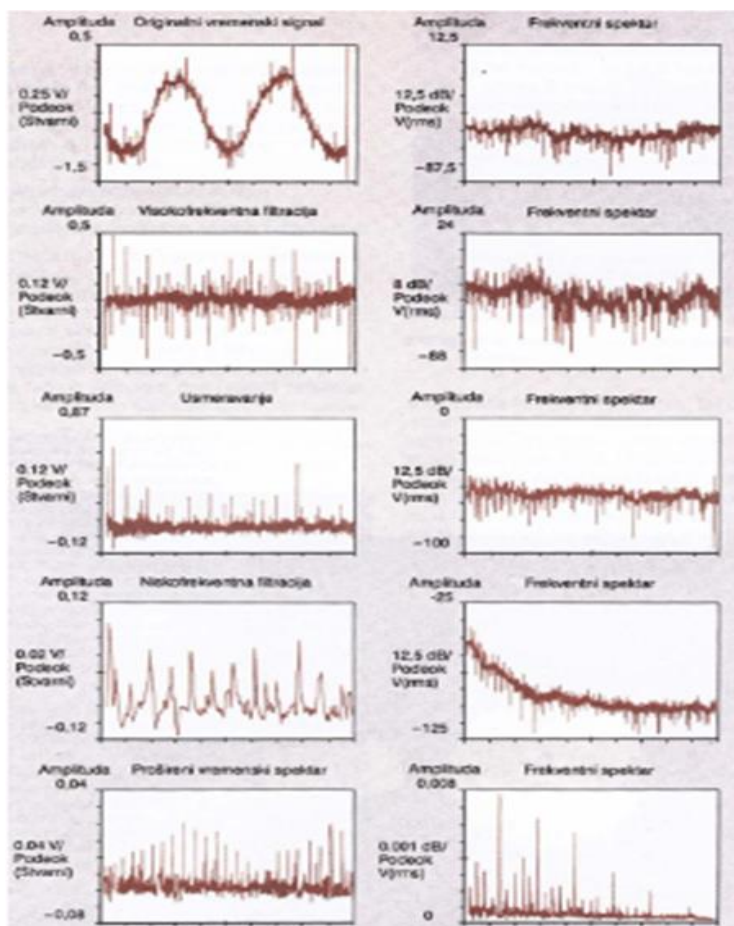 Amplituda Originalni vremenski signal
0,5
0.25 V/
Podeok
(Stvarni)
−1,5
Amplituda Frekventni spektar
12,5
12,5 dB/
Podeok
V(rms)
−87,5
Amplituda Visokofrekventna filtracija
0,5
0.12 V/
Podeok
(Stvarni)
−0,5
Amplituda Frekventni spektar
24
8 dB/
Podeok
V(rms)
Amplituda Usmeravanje
0,87
0.12 V/
Podeok
(Stvarni)
−0,12
Amplituda Frekventni spektar
0
12,5 dB/
Podeok
V(rms)
−100
Amplituda Niskofrekventna filtracija
0,12
0.02 V/
Podeok
−0,12
Amplituda Frekventni spektar
-25
12,5 dB/
Podeok
V(rms)
−125
Amplituda Prošireni vremenski spektar
0,04
0.04 V/
Podeok
(Stvarni)
−0,08
Amplituda Frekventni spektar
0,008
0.001 dB/
Podeok
V(rms)
0